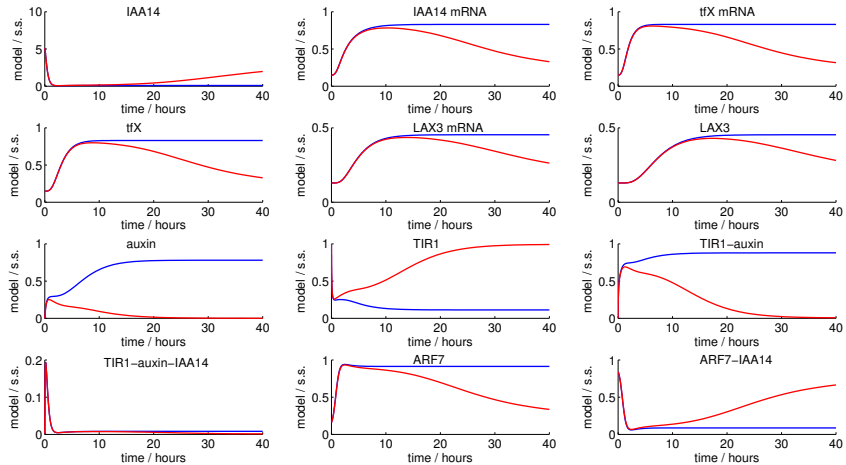 IAA14
IAA14 mRNA
tfX mRNA
model / s.s.
10
5
0
0 10 20 30 40
time / hours
model / s.s.
1
0.5
0
0 10 20 30 40
time / hours
model / s.s.
1
0.5
0
0 10 20 30 40
time / hours
tfX
LAX3 mRNA
LAX3
model / s.s.
1
0.5
0
0 10 20 30 40
time / hours
model / s.s.
0.5
0
0 10 20 30 40
time / hours
model / s.s.
0.5
0
0 10 20 30 40
time / hours
auxin
TIR1
TIR1−auxin
model / s.s.
1
0.5
0
0 10 20 30 40
time / hours
model / s.s.
1
0.5
0
0 10 20 30 40
time / hours
model / s.s.
1
0.5
0
0 10 20 30 40
time / hours
TIR1−auxin−IAA14
ARF7
ARF7−IAA14
model / s.s.
0.2
0.1
0
0 10 20 30 40
time / hours
model / s.s.
1
0.5
0
0 10 20 30 40
time / hours
model / s.s.
1
0.5
0
0 10 20 30 40
time / hours